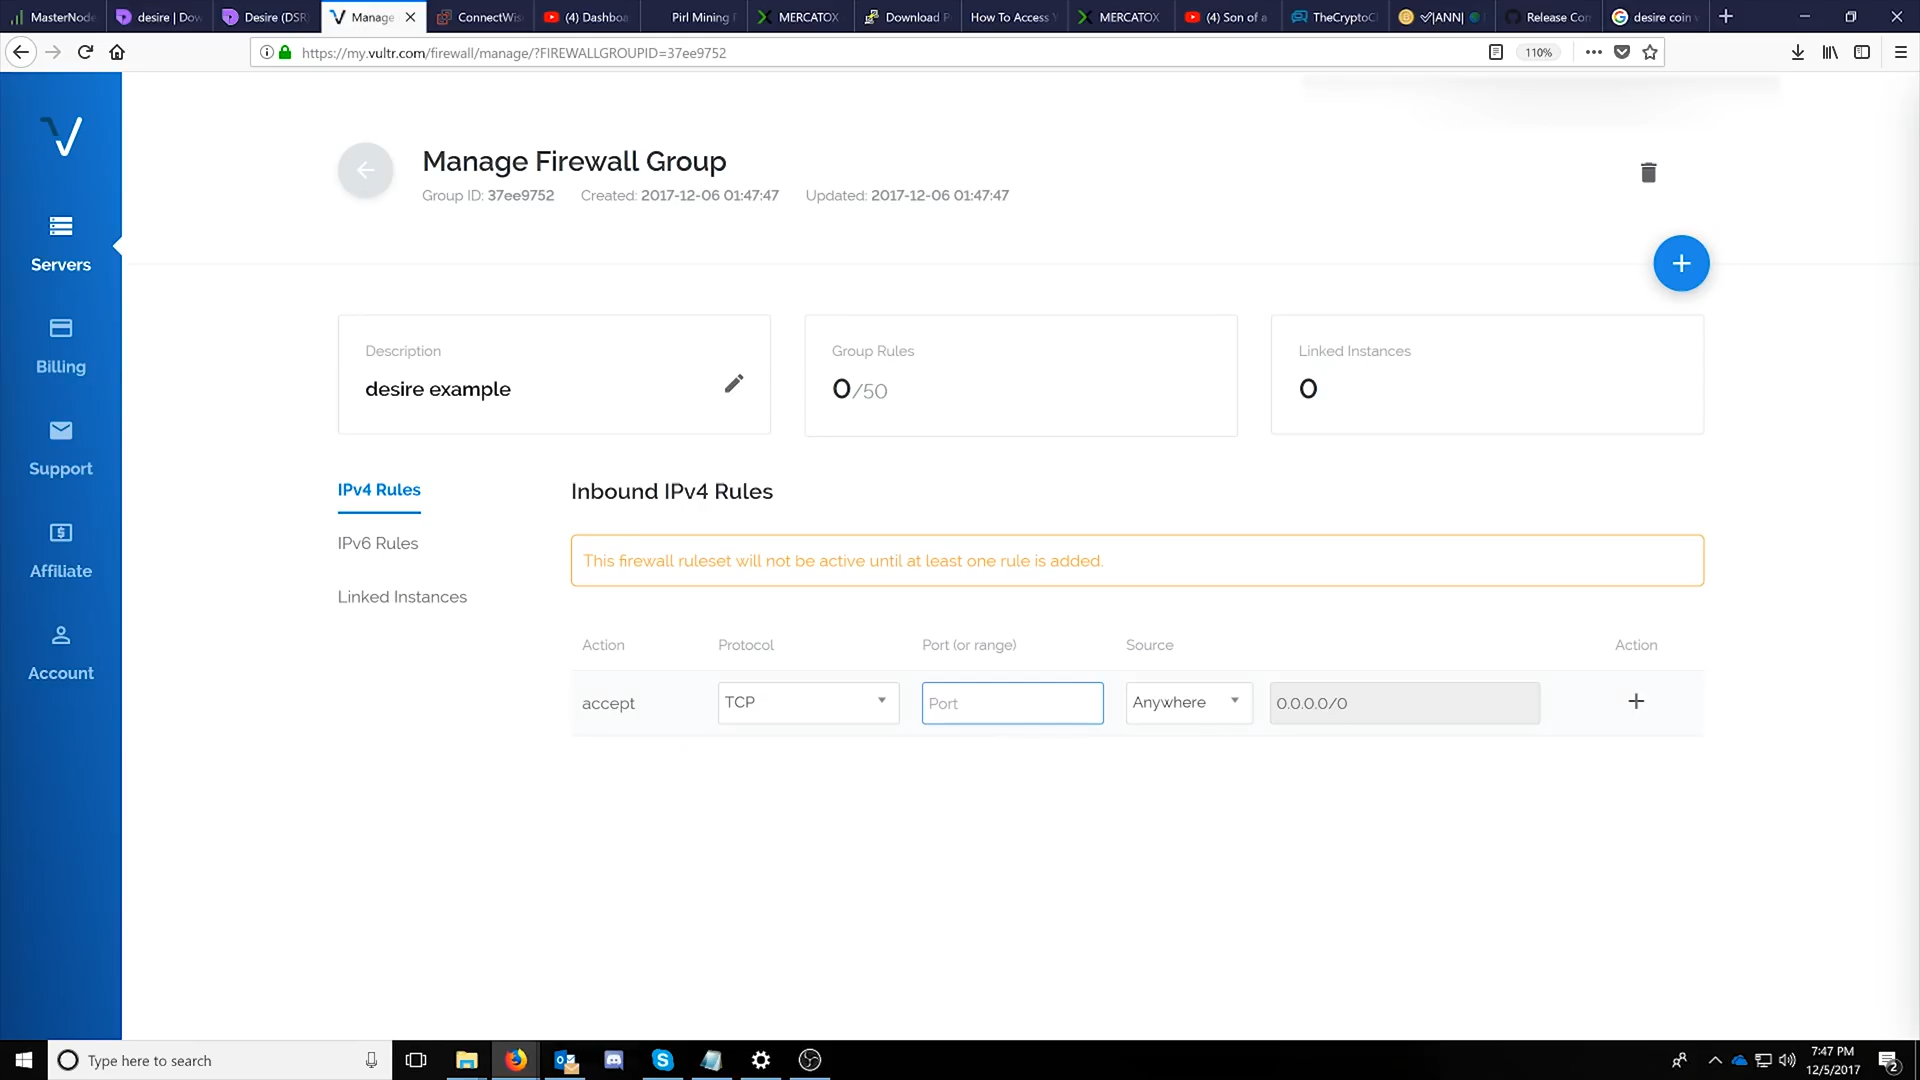 MasterNode
desire | Dow
Desire (DSR
Manage
ConnectWis
(4) Dashboa
Pirl Mining P
MERCATOX
Download P
How To Access Y
MERCATOX
(4) Son of a
TheCryptoC
|ANN|
Release Con
desire coin w
https://my.vultr.com/firewall/manage/?FIREWALLGROUPID=37ee9752
110%
Manage Firewall Group
Group ID: 37ee9752 Created: 2017-12-06 01:47:47 Updated: 2017-12-06 01:47:47
Servers
Billing
Support
Affiliate
Account
Description
desire example
Group Rules
0/50
Linked Instances
0
IPv4 Rules
IPv6 Rules
Linked Instances
Inbound IPv4 Rules
This firewall ruleset will not be active until at least one rule is added.
Action Protocol Port (or range) Source Action
accept TCP Port Anywhere 0.0.0.0/0
Type here to search
7:47 PM
12/5/2017
2